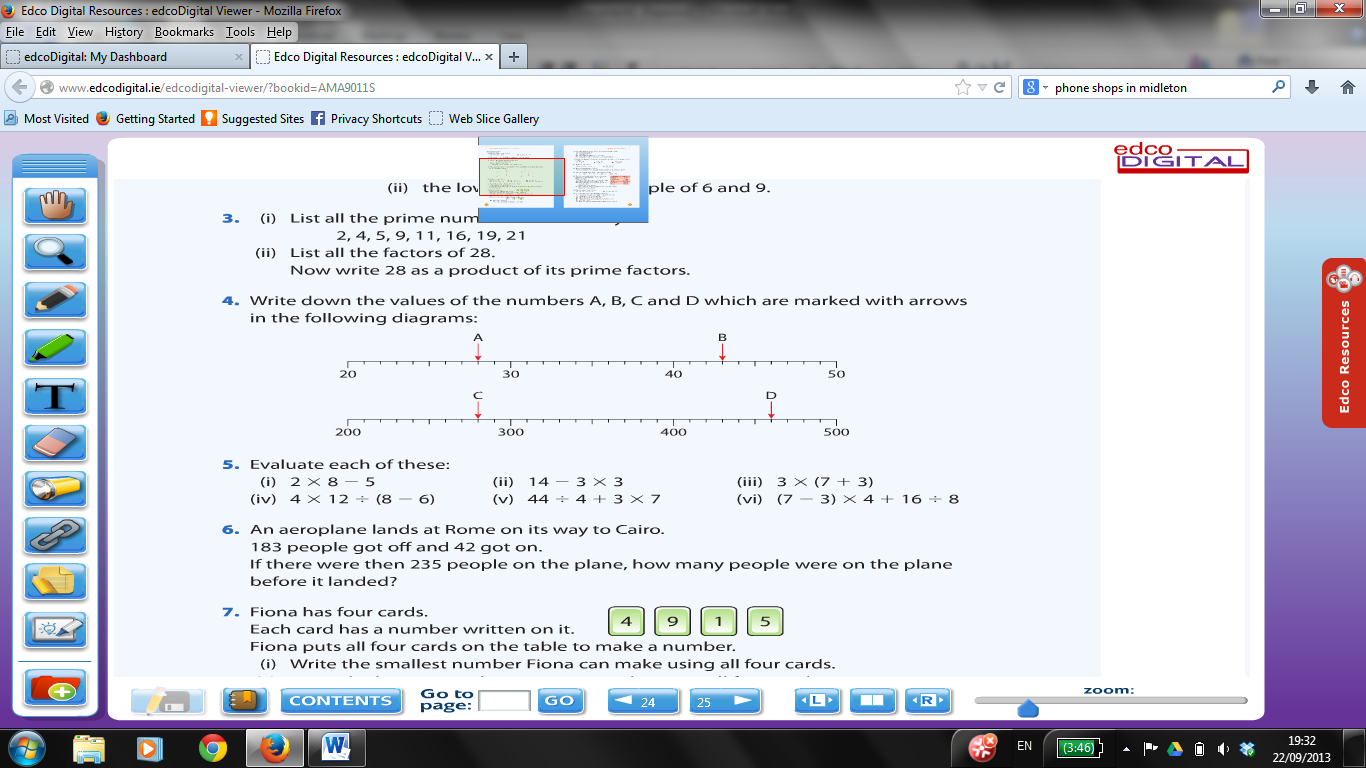 Edco Digital Resources : edcoDigital Viewer - Mozilla Firefox
File Edit View History Bookmarks Tools Help
edcoDigital: My Dashboard
Edco Digital Resources : edcoDigital V...
www.edcodigital.ie/edcodigital-viewer/?bookid=AMA9011S
phone shops in midleton
Most Visited Getting Started Suggested Sites Privacy Shortcuts Web Slice Gallery
edco DIGITAL
(ii) the of 6 and 9.
3. (i) List all the prime
2, 4, 5, 9, 11, 16, 19, 21
(ii) List all the factors of 28.
Now write 28 as a product of its prime factors.
4. Write down the values of the numbers A, B, C and D which are marked with arrows
in the following diagrams:
A B
20 30 40 50
C D
200 300 400 500
5. Evaluate each of these:
(i) 2 × 8 − 5 (ii) 14 − 3 × 3 (iii) 3 × (7 + 3)
(iv) 4 × 12 ÷ (8 − 6) (v) 44 ÷ 4 + 3 × 7 (vi) (7 − 3) × 4 + 16 ÷ 8
6. An aeroplane lands at Rome on its way to Cairo.
183 people got off and 42 got on.
If there were then 235 people on the plane, how many people were on the plane
before it landed?
7. Fiona has four cards.
Each card has a number written on it. 4 9 1 5
Fiona puts all four cards on the table to make a number.
(i) Write the smallest number Fiona can make using all four cards.
Edco Resources
T
CONTENTS Go to page: GO 24 25 L R zoom:
EN (3:46) 19:32
22/09/2013